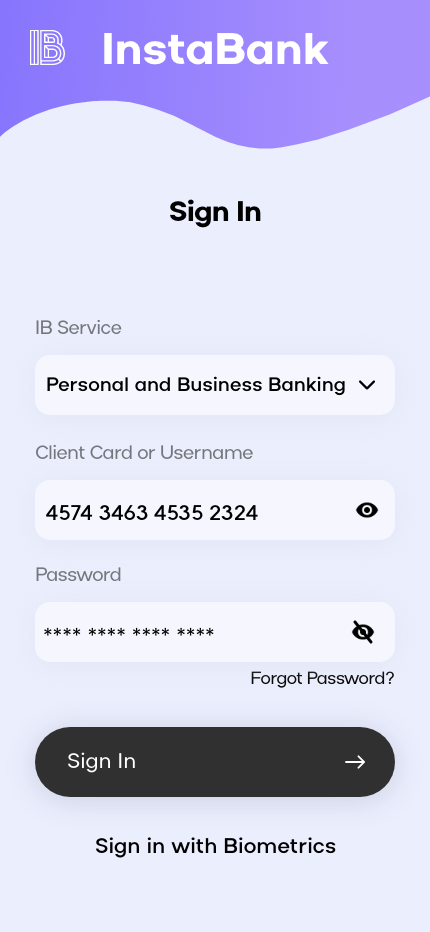 IB InstaBank
Sign In
IB Service
Personal and Business Banking
Client Card or Username
4574 3463 4535 2324
Password
**** **** **** ****
Forgot Password?
Sign In
Sign in with Biometrics